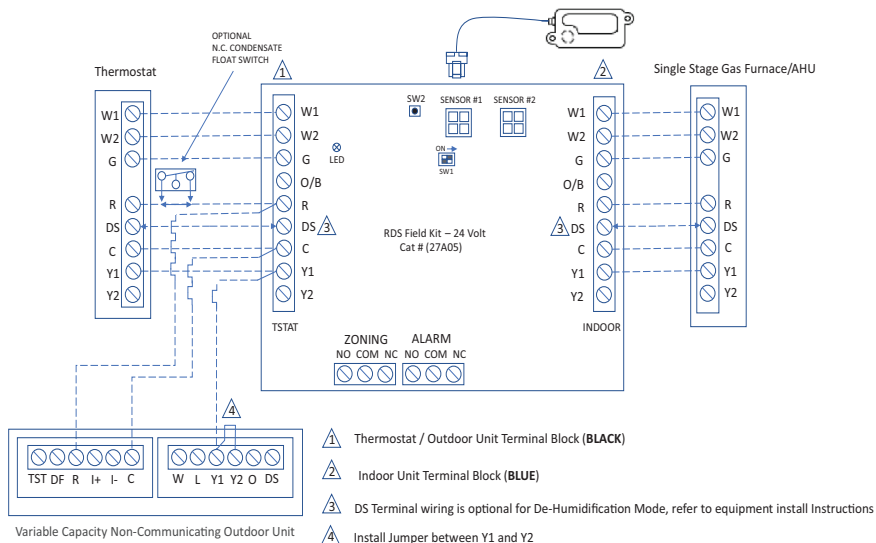 OPTIONAL
N.C. CONDENSATE
FLOAT SWITCH
Thermostat
1
2
Single Stage Gas Furnace/AHU
W1
W2
G
R
DS
C
Y1
Y2
W1
W2
G
O/B
R
DS
3
C
Y1
Y2
TSTAT
LED
SW2
SENSOR #1
SENSOR #2
ON
SW1
RDS Field Kit – 24 Volt
Cat # (27A05)
W1
W2
G
O/B
R
3
DS
C
Y1
Y2
INDOOR
W1
W2
G
R
DS
C
Y1
Y2
ZONING
NO COM NC
ALARM
NO COM NC
4
TST DF R I+ I- C
W L Y1 Y2 O DS
Variable Capacity Non-Communicating Outdoor Unit
1 Thermostat / Outdoor Unit Terminal Block (BLACK)
2 Indoor Unit Terminal Block (BLUE)
3 DS Terminal wiring is optional for De-Humidification Mode, refer to equipment install Instructions
4 Install Jumper between Y1 and Y2